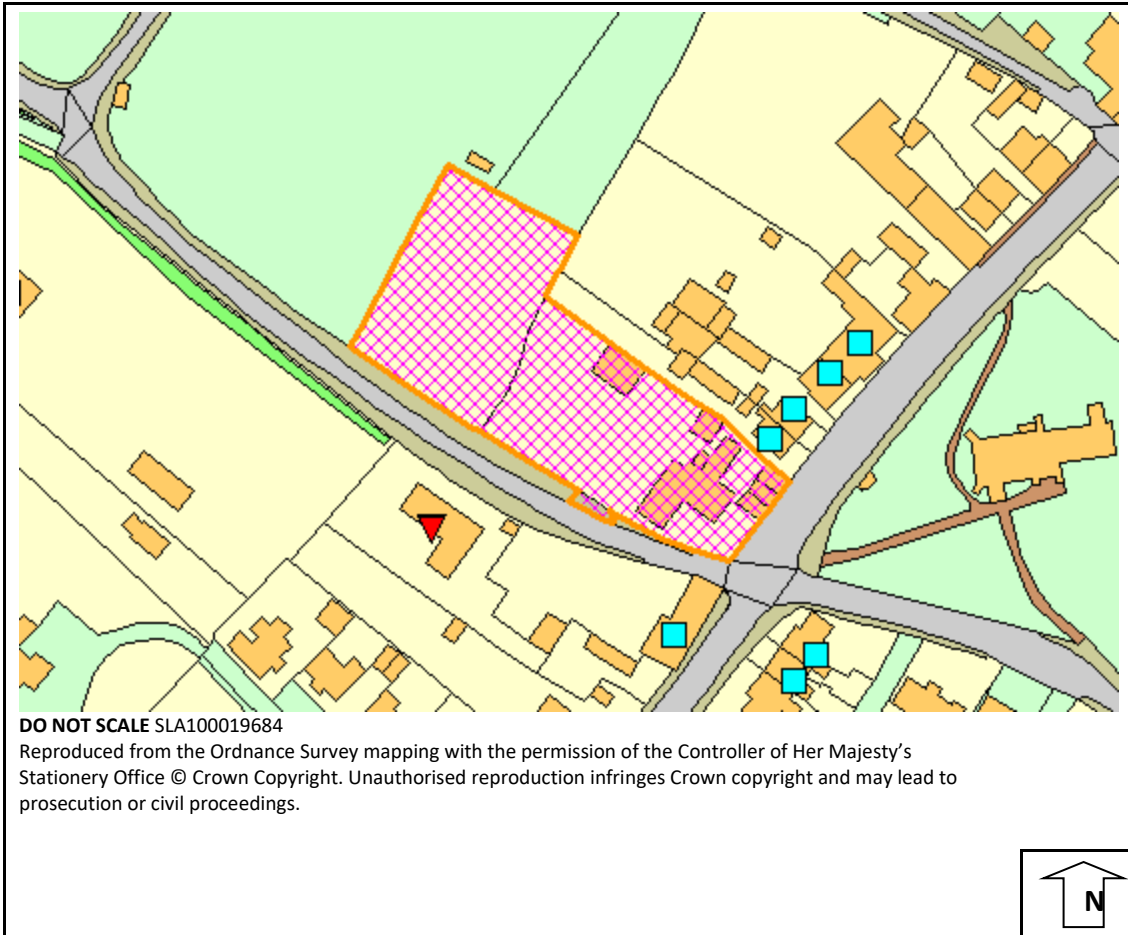 DO NOT SCALE SLA100019684
Reproduced from the Ordnance Survey mapping with the permission of the Controller of Her Majesty’s
Stationery Office © Crown Copyright. Unauthorised reproduction infringes Crown copyright and may lead to
prosecution or civil proceedings.
N